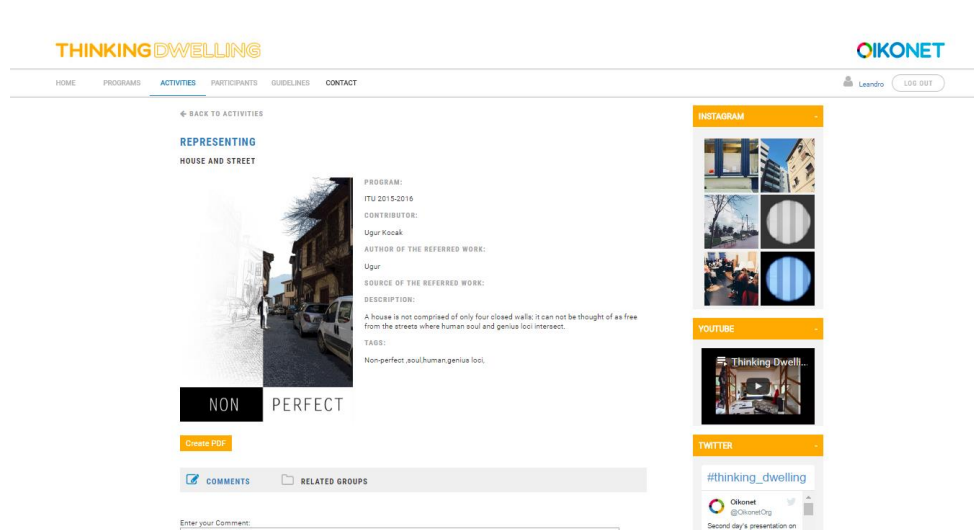 THINKINGDWELLING
OIKONET
HOME PROGRAMS ACTIVITIES PARTICIPANTS GUIDELINES CONTACT
Leandro LOG OUT
BACK TO ACTIVITIES
REPRESENTING
HOUSE AND STREET
PROGRAM:
ITU 2015-2016
CONTRIBUTOR:
Ugur Kocak
AUTHOR OF THE REFERRED WORK:
Ugur
SOURCE OF THE REFERRED WORK:
DESCRIPTION:
A house is not comprised of only four closed walls; it can not be thought of as free
from the streets where human soul and genius loci intersect.
TAGS:
Non-perfect ,soul,human,genius loci,
NON PERFECT
Create PDF
COMMENTS RELATED GROUPS
Enter your Comment:
INSTAGRAM -
YOUTUBE -
Thinking Dwelli...
TWITTER -
#thinking_dwelling
Oikonet
@OikonetOrg
Second day's presentation on